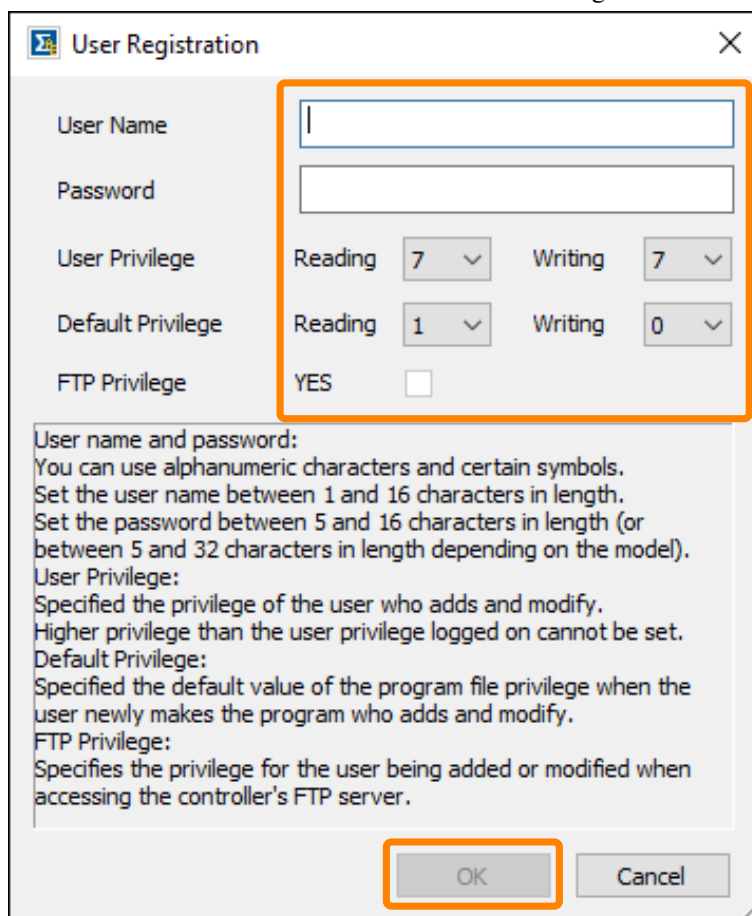 User Registration
User Name
Password
User Privilege Reading 7 Writing 7
Default Privilege Reading 1 Writing 0
FTP Privilege YES
User name and password:
You can use alphanumeric characters and certain symbols.
Set the user name between 1 and 16 characters in length.
Set the password between 5 and 16 characters in length (or
between 5 and 32 characters in length depending on the model).
User Privilege:
Specified the privilege of the user who adds and modify.
Higher privilege than the user privilege logged on cannot be set.
Default Privilege:
Specified the default value of the program file privilege when the
user newly makes the program who adds and modify.
FTP Privilege:
Specifies the privilege for the user being added or modified when
accessing the controller's FTP server.
OK Cancel